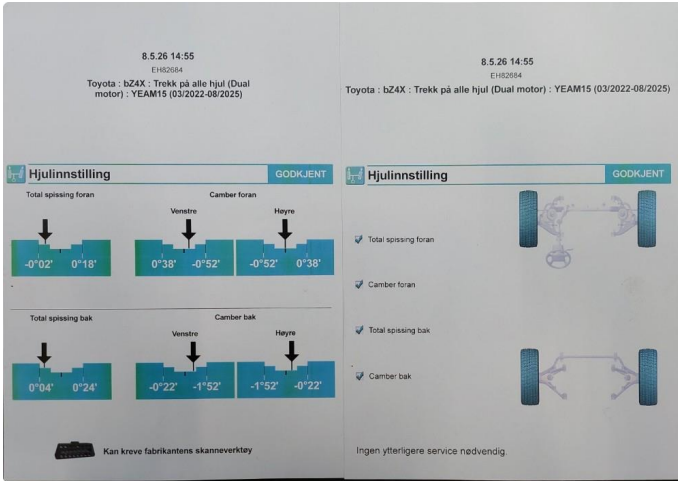 8.5.26 14:55
EH82684
Toyota : bZ4X : Trekk på alle hjul (Dual
motor) : YEAM15 (03/2022-08/2025)
Hjulinnstilling GODKJENT
Total spissing foran Camber foran
Venstre Høyre
-0°02' 0°18' 0°38' -0°52' -0°52' 0°38'
Total spissing bak Camber bak
Venstre Høyre
0°04' 0°24' -0°22' -1°52' -1°52' -0°22'
Kan kreve fabrikantens skanneverktøy
8.5.26 14:55
EH82684
Toyota : bZ4X : Trekk på alle hjul (Dual motor) : YEAM15 (03/2022-08/2025)
Hjulinnstilling GODKJENT
Total spissing foran
Camber foran
Total spissing bak
Camber bak
Ingen ytterligere service nødvendig.